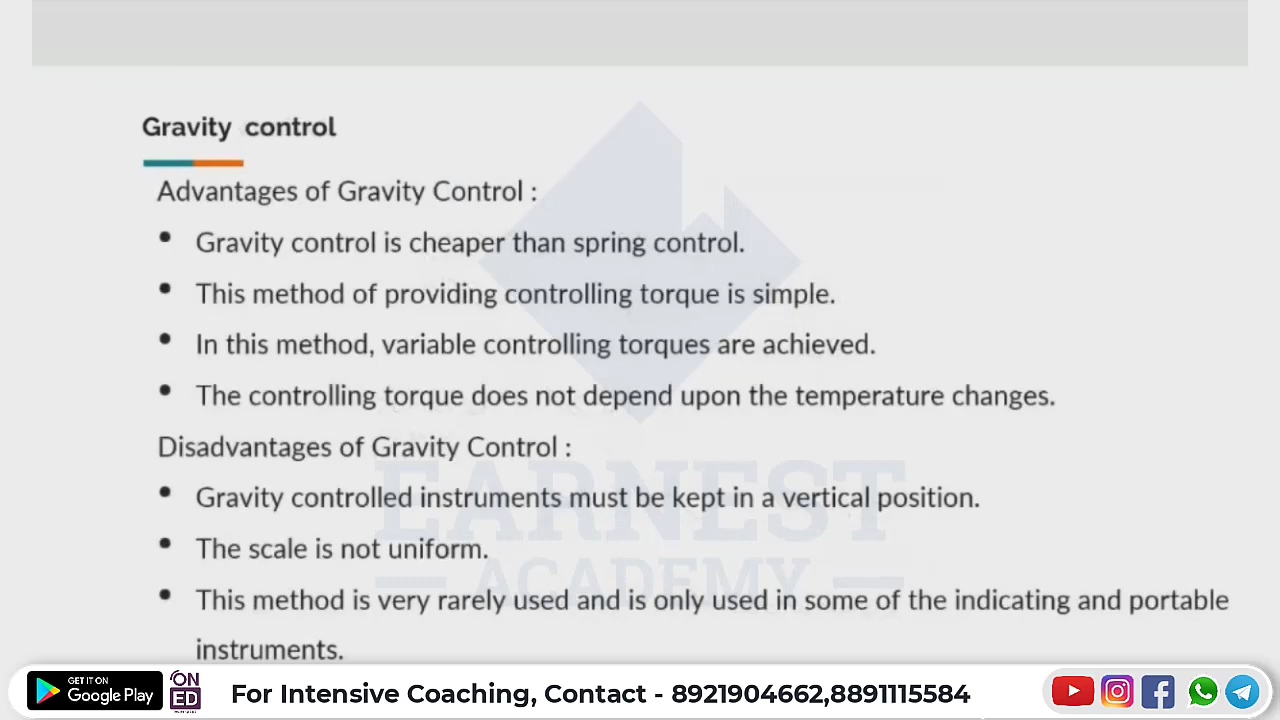 Gravity control
Advantages of Gravity Control :
• Gravity control is cheaper than spring control.
• This method of providing controlling torque is simple.
• In this method, variable controlling torques are achieved.
• The controlling torque does not depend upon the temperature changes.
Disadvantages of Gravity Control :
• Gravity controlled instruments must be kept in a vertical position.
• The scale is not uniform.
• This method is very rarely used and is only used in some of the indicating and portable
instruments.
EARNEST
ACADEMY
GET IT ON
Google Play
ON
ED
For Intensive Coaching, Contact - 8921904662,8891115584